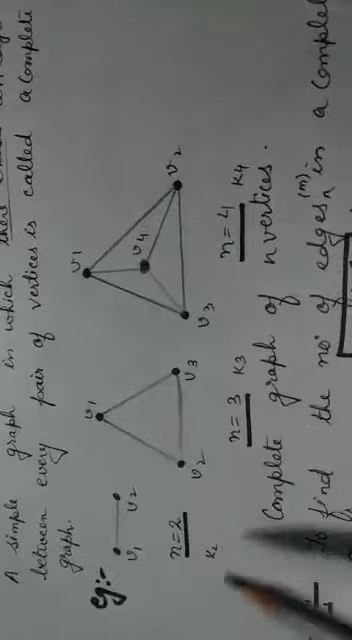 A simple graph in which there
between every pair of vertices is called a complete
graph.
eg:-
v1 v2
v1 v2 v3
v1 v2 v3 v4
n=2 n=3 n=4
K2 K3 K4
Complete graph of n vertices.
To find the no: of edges (m) in a complete
n